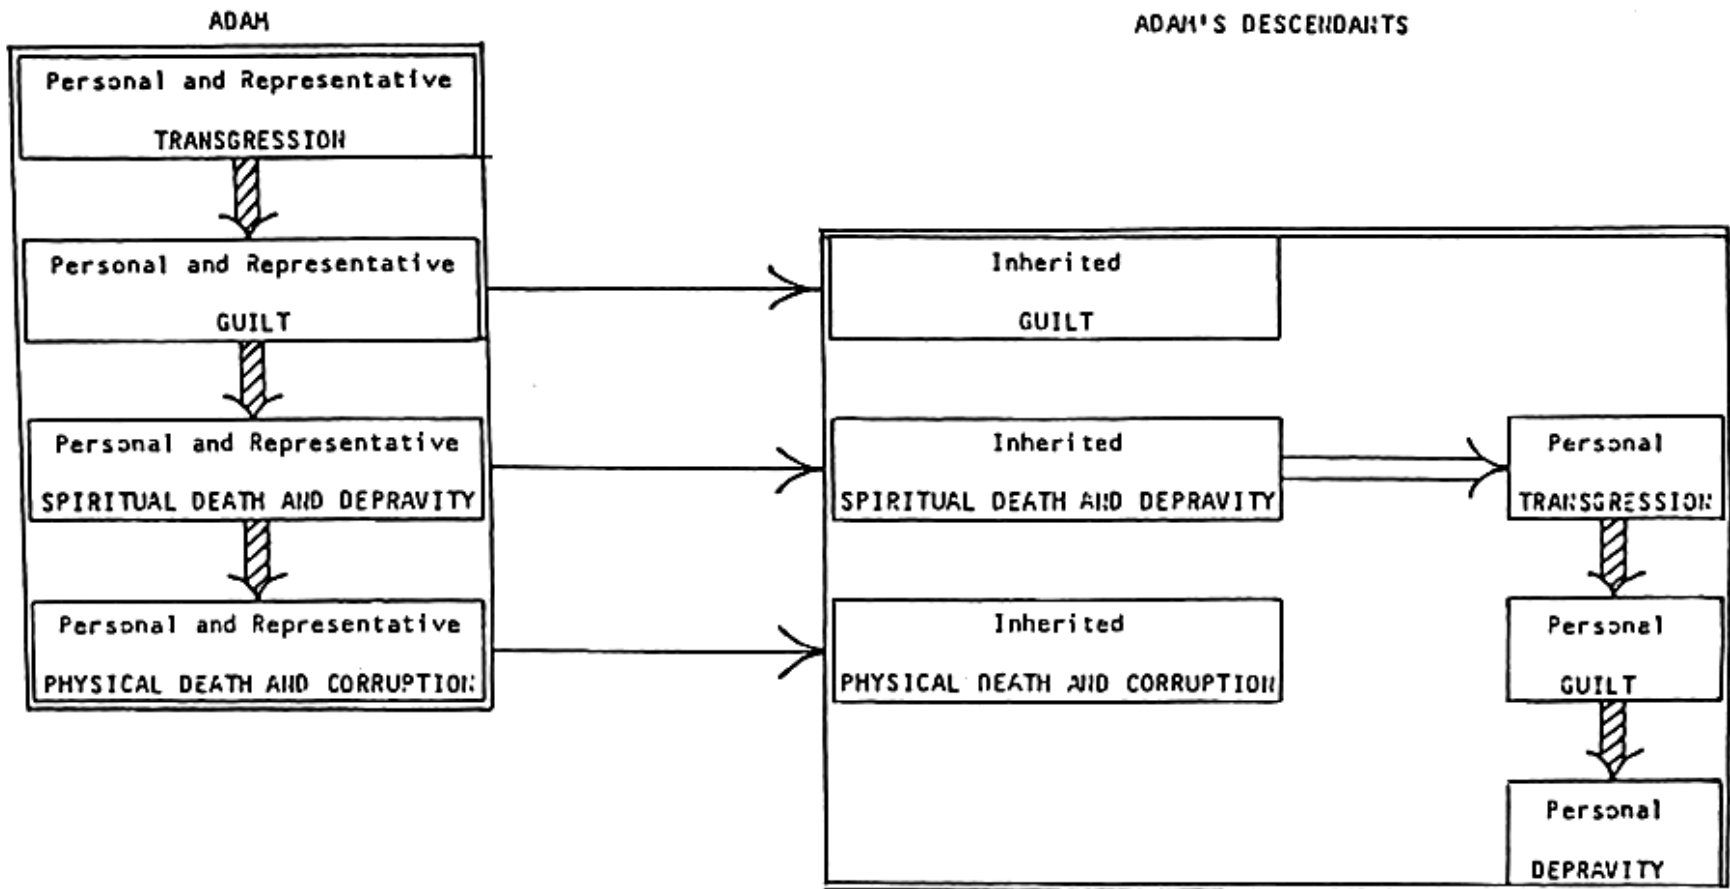 ADAM
ADAM'S DESCENDANTS
Personal and Representative
TRANSGRESSION
Personal and Representative
GUILT
Inherited
GUILT
Personal and Representative
SPIRITUAL DEATH AND DEPRAVITY
Inherited
SPIRITUAL DEATH AND DEPRAVITY
Personal
TRANSGRESSION
Personal and Representative
PHYSICAL DEATH AND CORRUPTION
Inherited
PHYSICAL DEATH AND CORRUPTION
Personal
GUILT
Personal
DEPRAVITY